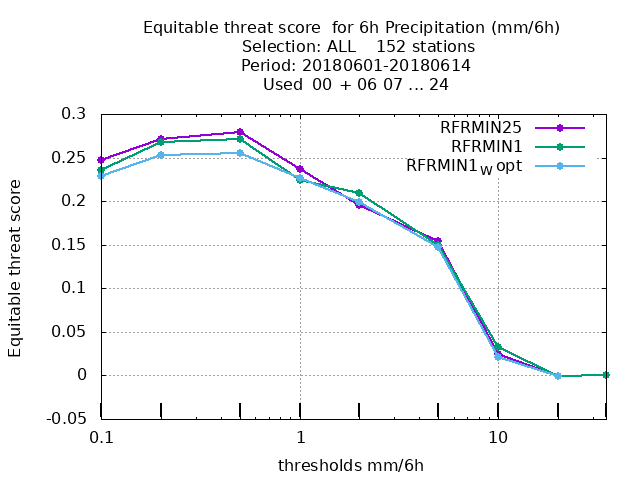 Equitable threat score  for 6h Precipitation (mm/6h)
Selection: ALL    152 stations
Period: 20180601-20180614
Used  00 + 06 07 ... 24
RFRMIN25
RFRMIN1
RFRMIN1W opt
Equitable threat score
0.3
0.25
0.2
0.15
0.1
0.05
0
-0.05
0.1
1
10
thresholds mm/6h